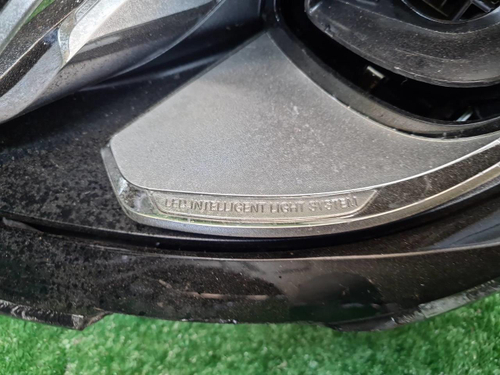 LED INTELLIGENT LIGHT SYSTEM